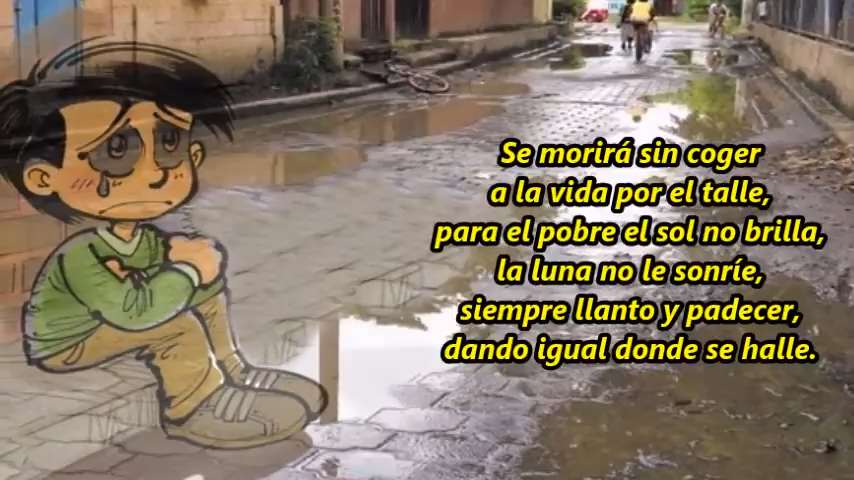 Se morirá sin coger
a la vida por el talle,
para el pobre el sol no brilla,
la luna no le sonríe,
siempre llanto y padecer,
dando igual donde se halle.